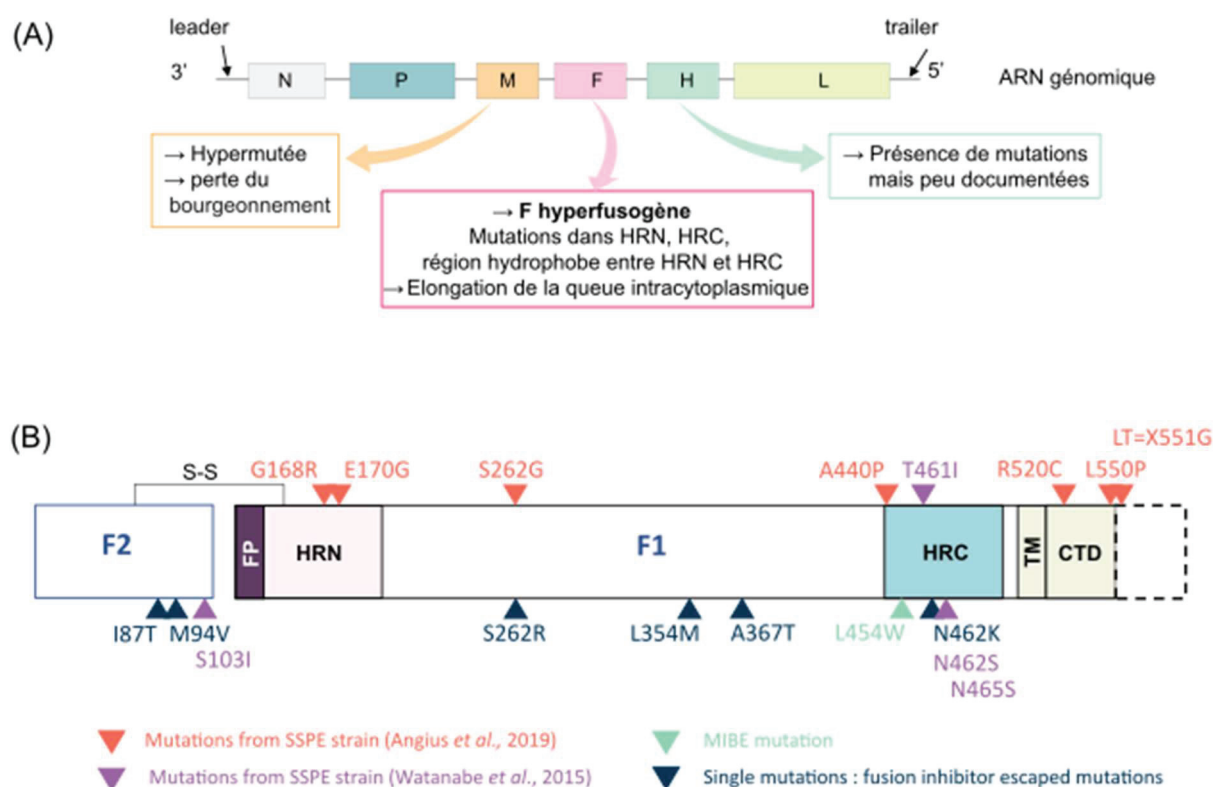 (A)
leader
trailer
3'
N
P
M
F
H
L
5'
ARN génomique
→ Hypermutée
→ perte du
bourgeonnement
→ F hyperfusogène
Mutations dans HRN, HRC,
région hydrophobe entre HRN et HRC
→ Elongation de la queue intracytoplasmique
→ Présence de mutations
mais peu documentées
(B)
LT=X551G
S-S
G168R
E170G
S262G
A440P
T461I
R520C
L550P
F2
FP
HRN
F1
HRC
TM
CTD
I87T
M94V
S103I
S262R
L354M
A367T
L454W
N462K
N462S
N465S
Mutations from SSPE strain (Angius et al., 2019)
MIBE mutation
Mutations from SSPE strain (Watanabe et al., 2015)
Single mutations : fusion inhibitor escaped mutations